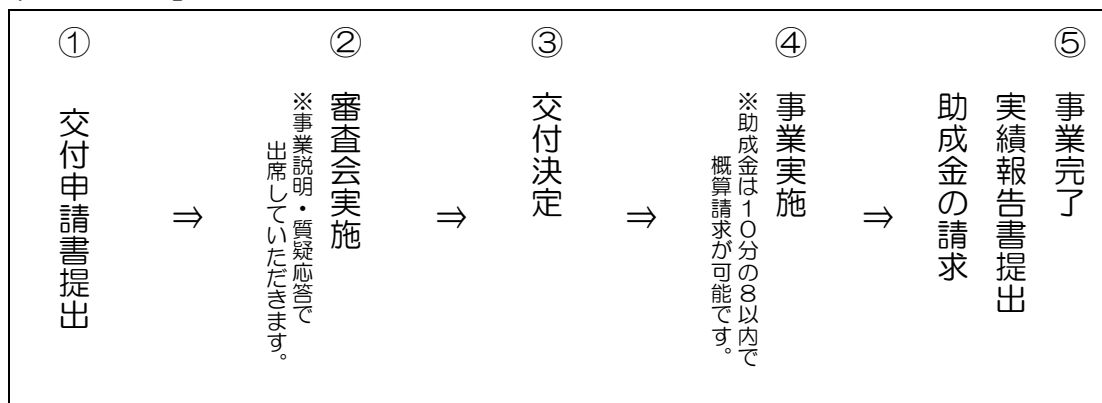 ①
交付申請書提出
⇒
②
審査会実施
※事業説明・質疑応答で
出席していただきます。
⇒
③
交付決定
⇒
④
事業実施
※助成金は１０分の８以内で
概算請求が可能です。
⇒
⑤
事業完了
実績報告書提出
助成金の請求